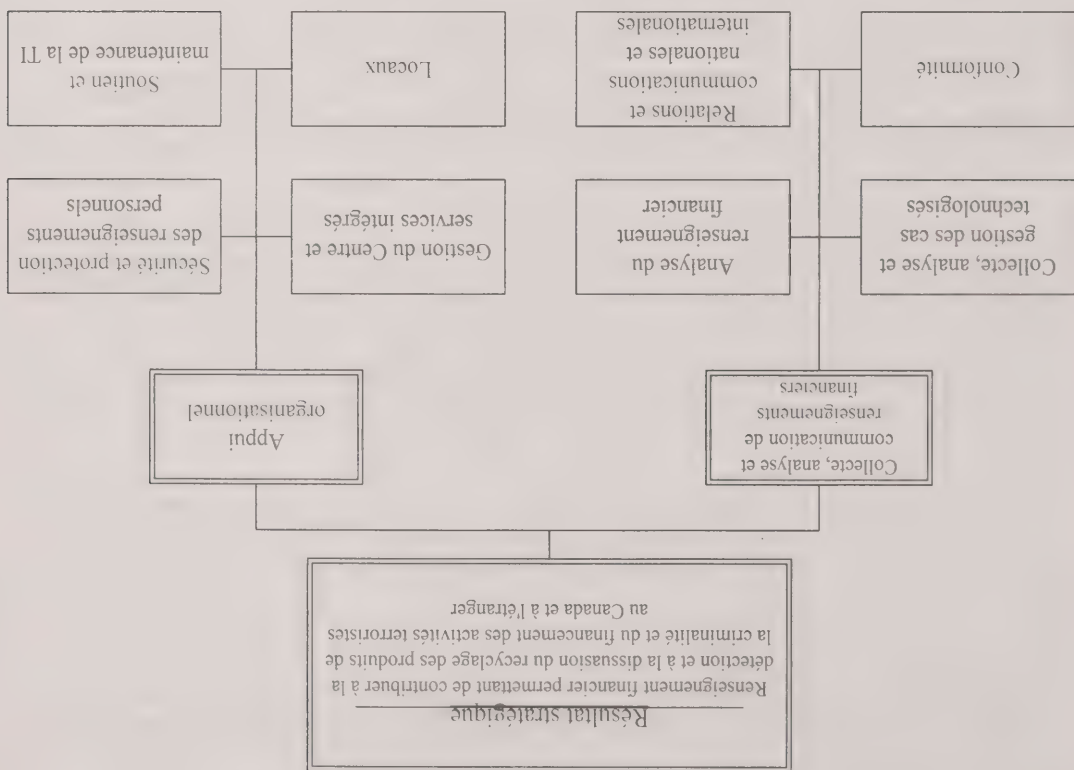 Résultat stratégique
Renseignement financier permettant de contribuer à la
détection et à la dissuasion du recyclage des produits de
la criminalité et du financement des activités terroristes
au Canada et à l'étranger
Collecte, analyse et
communication de
renseignements
financiers
Appui
organisationnel
Collecte, analyse et
gestion des cas
technologisés
Analyse du
renseignement
financier
Gestion du Centre et
services intégrés
Sécurité et protection
des renseignements
personnels
Conformité
Relations et
communications
nationales et
internationales
Locaux
Soutien et
maintenance de la TI